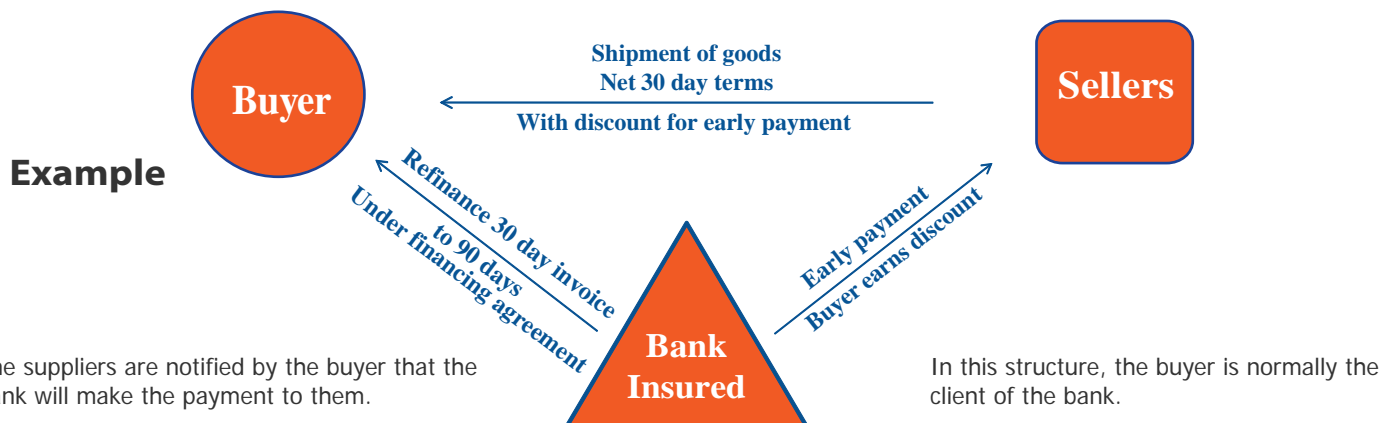 Shipment of goods
Net 30 day terms
With discount for early payment
Buyer
Sellers
Example
Refinance 30 day invoice
to 90 days
Under financing agreement
Early payment
Buyer earns discount
Bank
Insured
suppliers are notified by the buyer that the
will make the payment to them.
In this structure, the buyer is normally the
client of the bank.